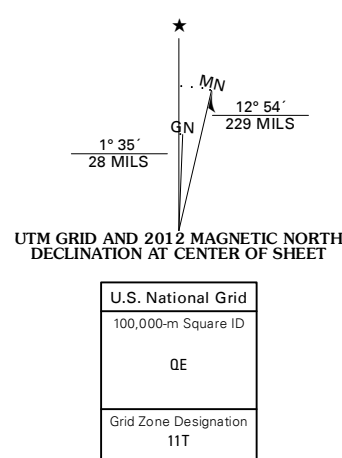 ★
MN
12° 54´
229 MILS
GN
1° 35´
28 MILS
UTM GRID AND 2012 MAGNETIC NORTH
DECLINATION AT CENTER OF SHEET
U.S. National Grid
100,000-m Square ID
QE
Grid Zone Designation
11T